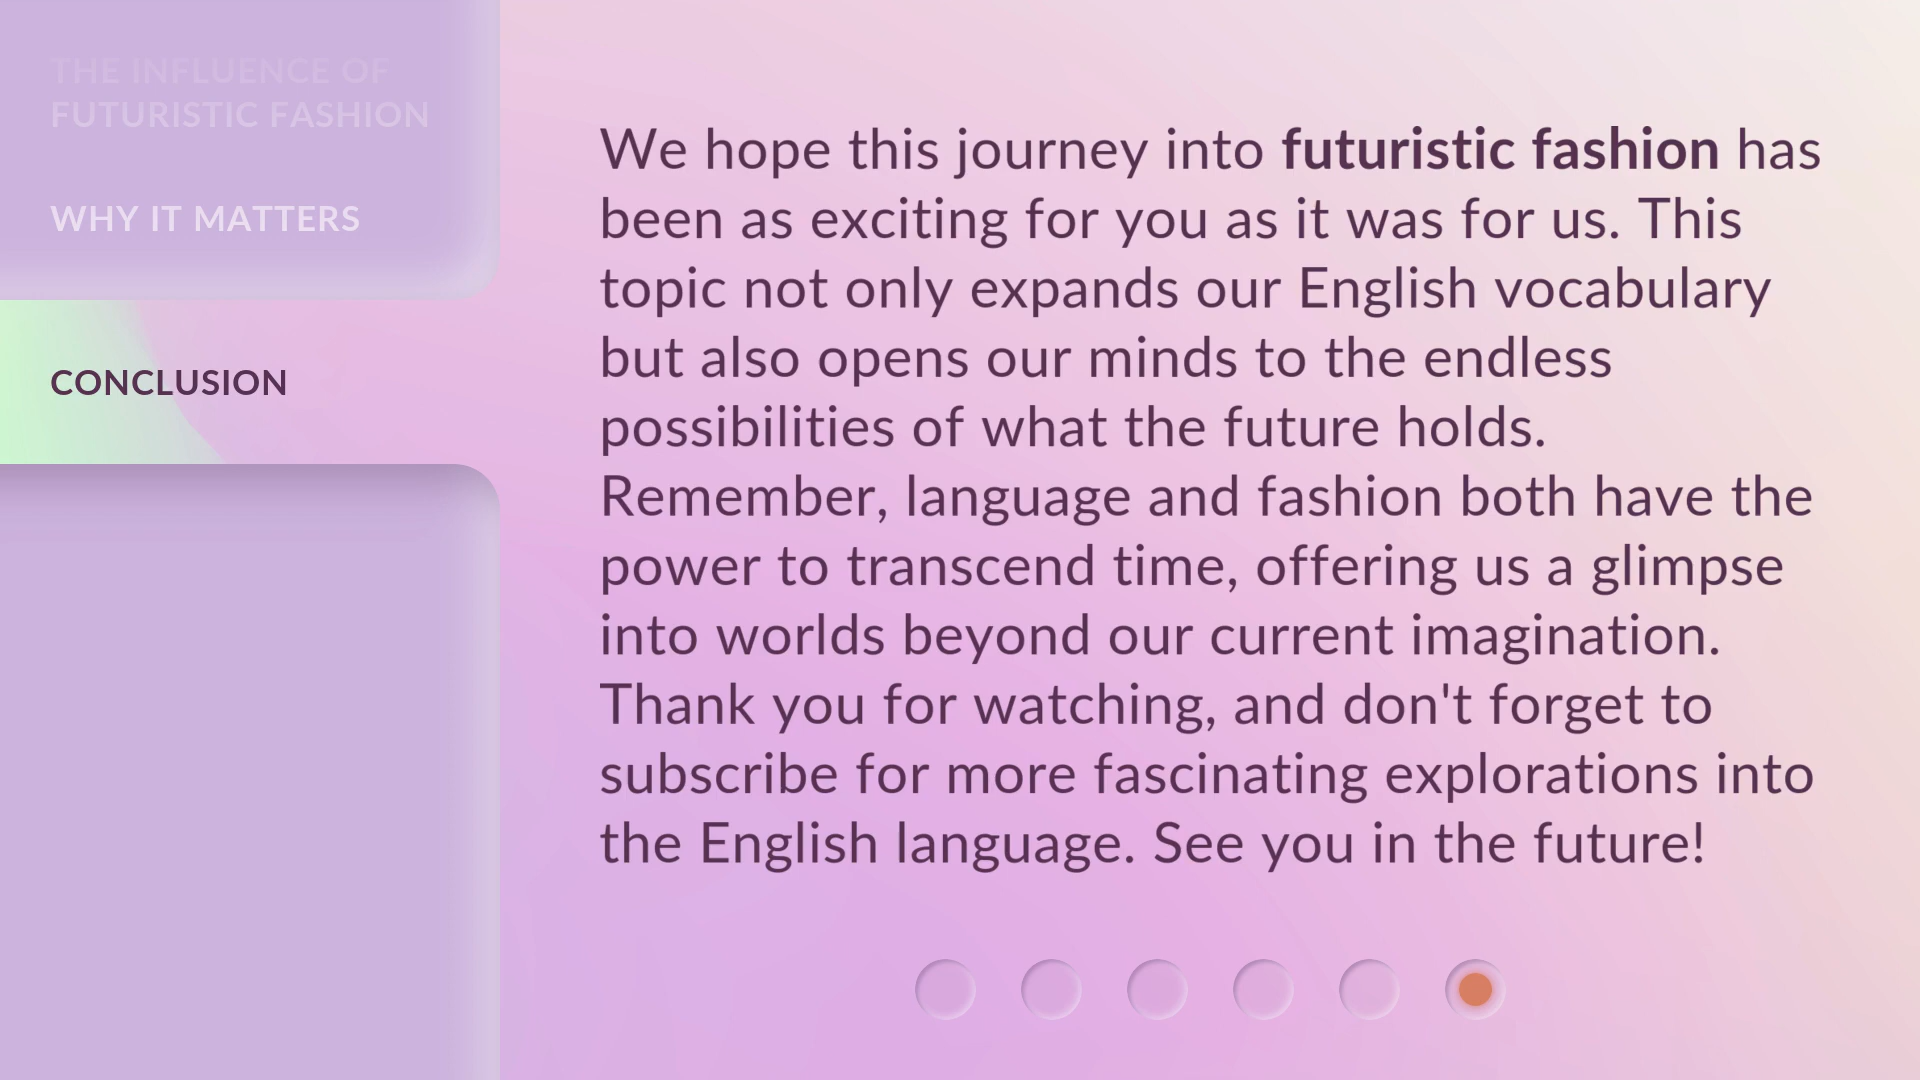 THE INFLUENCE OF
FUTURISTIC FASHION
WHY IT MATTERS
CONCLUSION
We hope this journey into futuristic fashion has
been as exciting for you as it was for us. This
topic not only expands our English vocabulary
but also opens our minds to the endless
possibilities of what the future holds.
Remember, language and fashion both have the
power to transcend time, offering us a glimpse
into worlds beyond our current imagination.
Thank you for watching, and don't forget to
subscribe for more fascinating explorations into
the English language. See you in the future!